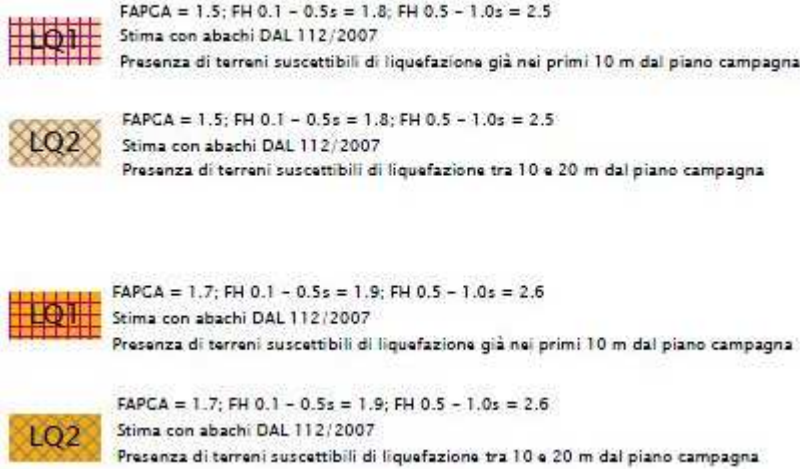 LQ1
FAPGA = 1.5; FH 0.1 – 0.5s = 1.8; FH 0.5 – 1.0s = 2.5
Stima con abachi DAL 112/2007
Presenza di terreni suscettibili di liquefazione già nei primi 10 m dal piano campagna
LQ2
FAPGA = 1.5; FH 0.1 – 0.5s = 1.8; FH 0.5 – 1.0s = 2.5
Stima con abachi DAL 112/2007
Presenza di terreni suscettibili di liquefazione tra 10 e 20 m dal piano campagna
LQ1
FAPGA = 1.7; FH 0.1 – 0.5s = 1.9; FH 0.5 – 1.0s = 2.6
Stima con abachi DAL 112/2007
Presenza di terreni suscettibili di liquefazione già nei primi 10 m dal piano campagna
LQ2
FAPGA = 1.7; FH 0.1 – 0.5s = 1.9; FH 0.5 – 1.0s = 2.6
Stima con abachi DAL 112/2007
Presenza di terreni suscettibili di liquefazione tra 10 e 20 m dal piano campagna